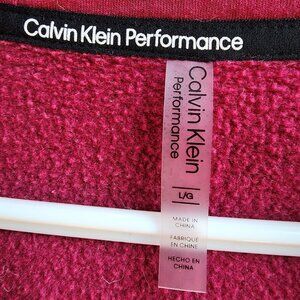 Calvin Klein Performance
Calvin Klein
Performance
L/G
MADE IN
CHINA
FABRIQUÉ
EN CHINE
HECHO EN
CHINA